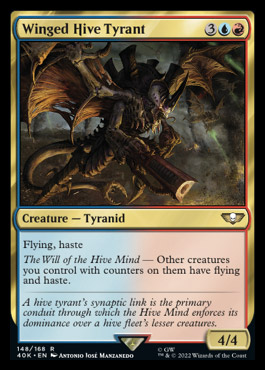 Winged Hive Tyrant 3
Creature — Tyranid
Flying, haste
The Will of the Hive Mind — Other creatures
you control with counters on them have flying
and haste.
A hive tyrant's synaptic link is the primary
conduit through which the Hive Mind enforces its
dominance over a hive fleet's lesser creatures.
4/4
148/168 R
40K • EN Antonio José Manzanedo
© GW
™ & © 2022 Wizards of the Coast